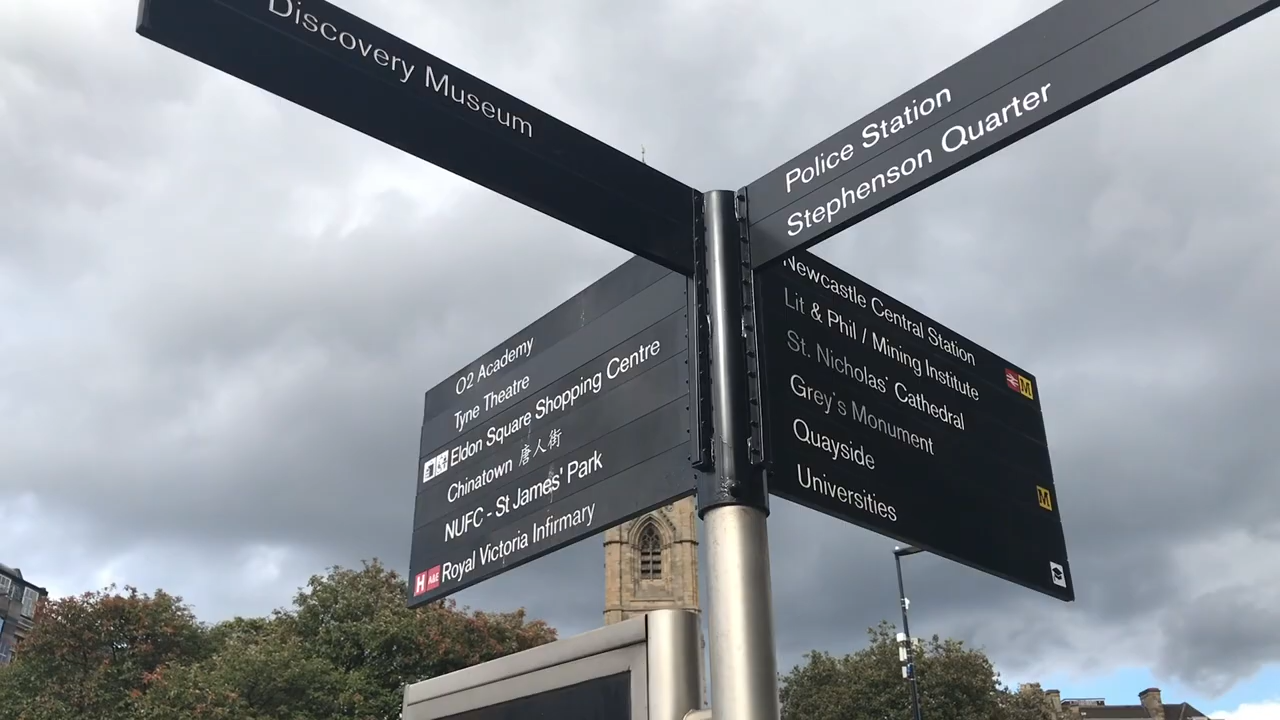 Discovery Museum
Police Station
Stephenson Quarter
O2 Academy
Tyne Theatre
Eldon Square Shopping Centre
Chinatown 唐人街
NUFC - St James' Park
H A&E Royal Victoria Infirmary
Newcastle Central Station
Lit & Phil / Mining Institute M
St. Nicholas' Cathedral
Grey's Monument M
Quayside
Universities